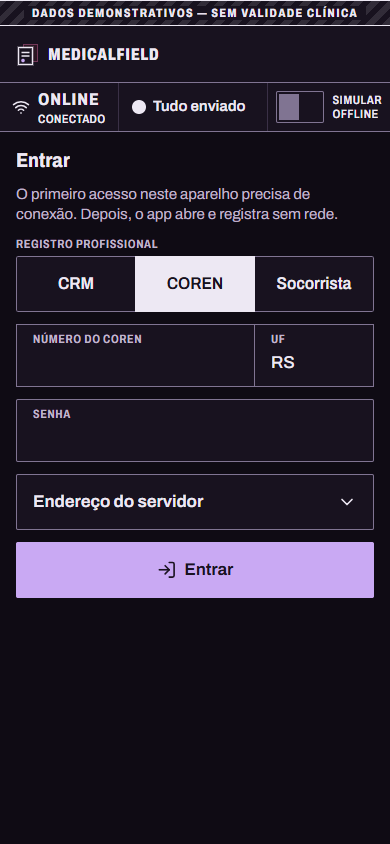 DADOS DEMONSTRATIVOS — SEM VALIDADE CLÍNICA
MEDICALFIELD
ONLINE
CONECTADO
Tudo enviado
SIMULAR
OFFLINE
Entrar
O primeiro acesso neste aparelho precisa de
conexão. Depois, o app abre e registra sem rede.
REGISTRO PROFISSIONAL
CRM
COREN
Socorrista
NÚMERO DO COREN
UF
RS
SENHA
Endereço do servidor
Entrar